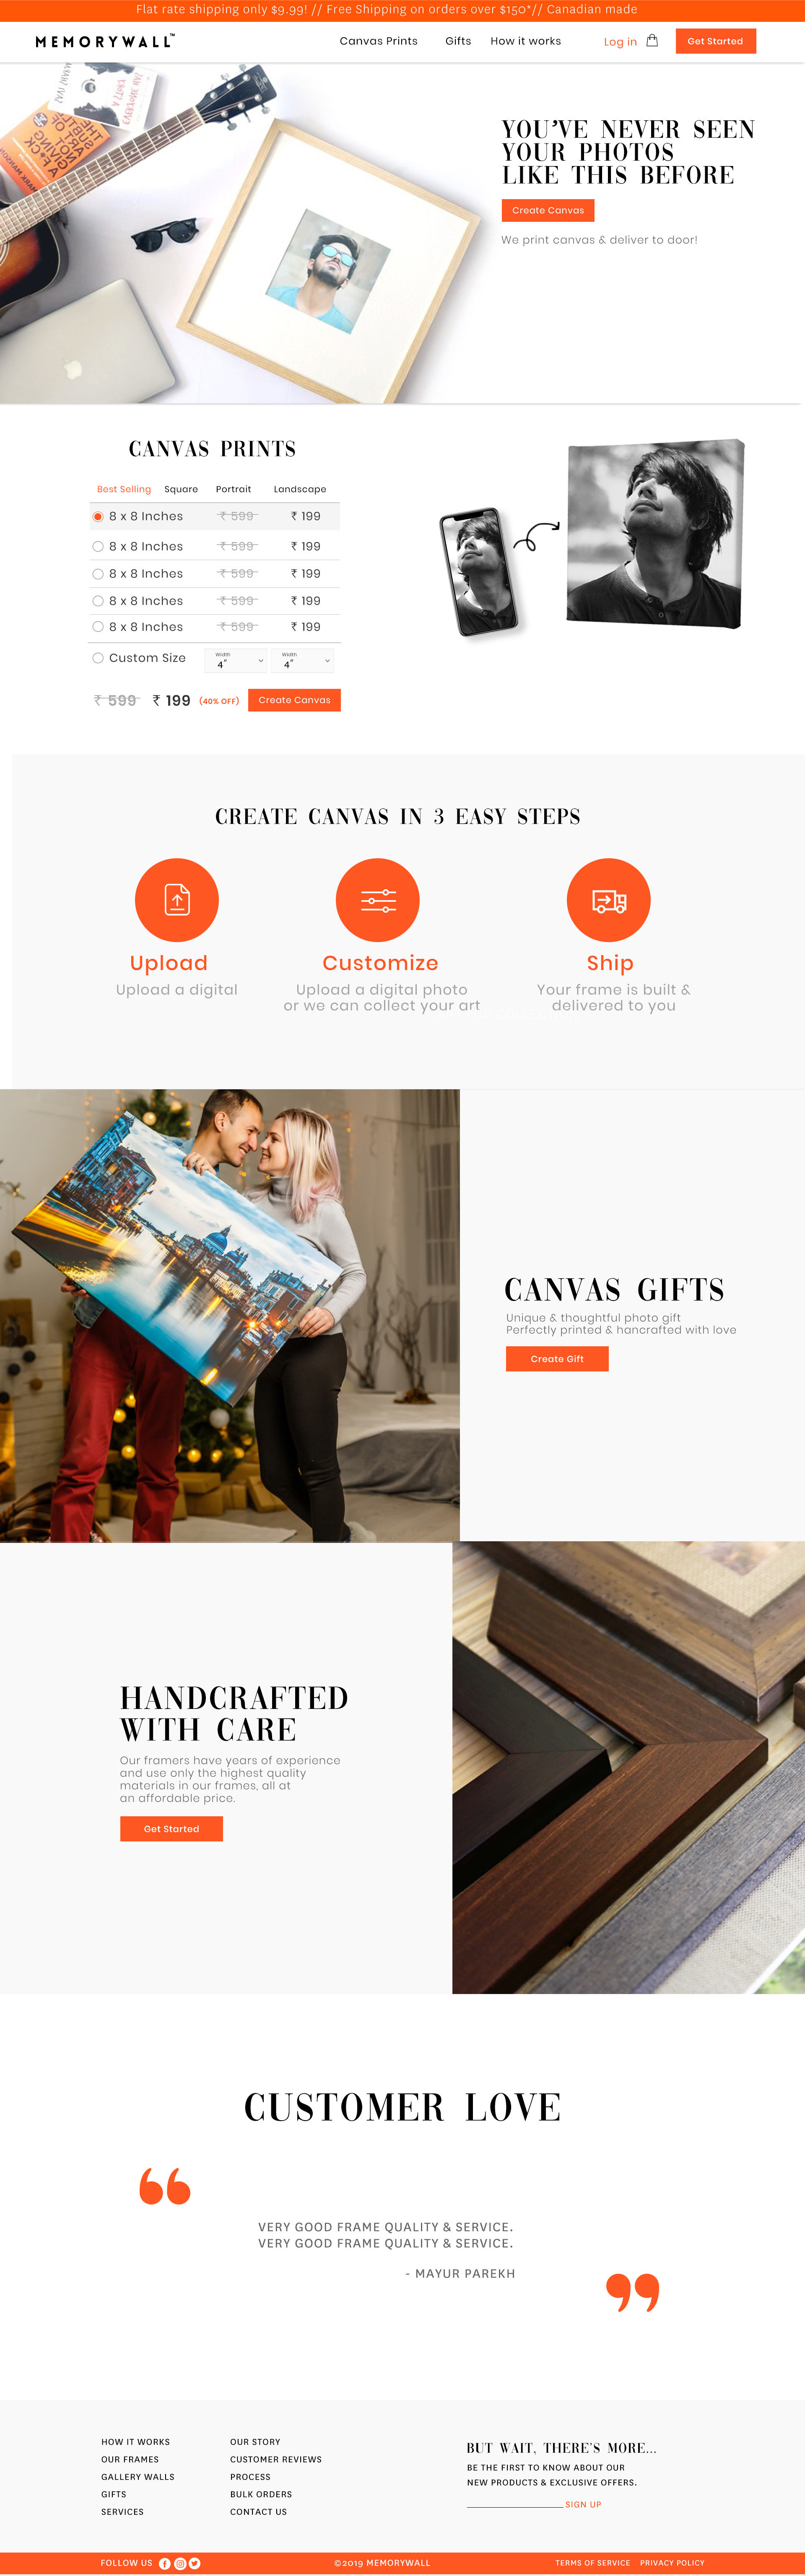 Flat rate shipping only $9.99! // Free Shipping on orders over $150*// Canadian made
MEMORYWALL™
Canvas Prints
Gifts
How it works
Log in
Get Started
THE SUBTLE ART OF NOT GIVING A F*CK
MARK MANSON
YOU'VE NEVER SEEN
YOUR PHOTOS
LIKE THIS BEFORE
Create Canvas
We print canvas & deliver to door!
CANVAS PRINTS
Best Selling
Square
Portrait
Landscape
8 x 8 Inches ₹ 599 ₹ 199
8 x 8 Inches ₹ 599 ₹ 199
8 x 8 Inches ₹ 599 ₹ 199
8 x 8 Inches ₹ 599 ₹ 199
8 x 8 Inches ₹ 599 ₹ 199
Custom Size
Width
4"
Width
4"
₹ 599 ₹ 199 (40% OFF)
Create Canvas
CREATE CANVAS IN 3 EASY STEPS
Upload
Upload a digital
Customize
Upload a digital photo
or we can collect your art
Ship
Your frame is built &
delivered to you
CANVAS GIFTS
Unique & thoughtful photo gift
Perfectly printed & hancrafted with love
Create Gift
HANDCRAFTED
WITH CARE
Our framers have years of experience
and use only the highest quality
materials in our frames, all at
an affordable price.
Get Started
CUSTOMER LOVE
“
VERY GOOD FRAME QUALITY & SERVICE.
VERY GOOD FRAME QUALITY & SERVICE.
- MAYUR PAREKH
”
HOW IT WORKS
OUR FRAMES
GALLERY WALLS
GIFTS
SERVICES
OUR STORY
CUSTOMER REVIEWS
PROCESS
BULK ORDERS
CONTACT US
BUT WAIT, THERE'S MORE...
BE THE FIRST TO KNOW ABOUT OUR
NEW PRODUCTS & EXCLUSIVE OFFERS.
SIGN UP
FOLLOW US
©2019 MEMORYWALL
TERMS OF SERVICE
PRIVACY POLICY